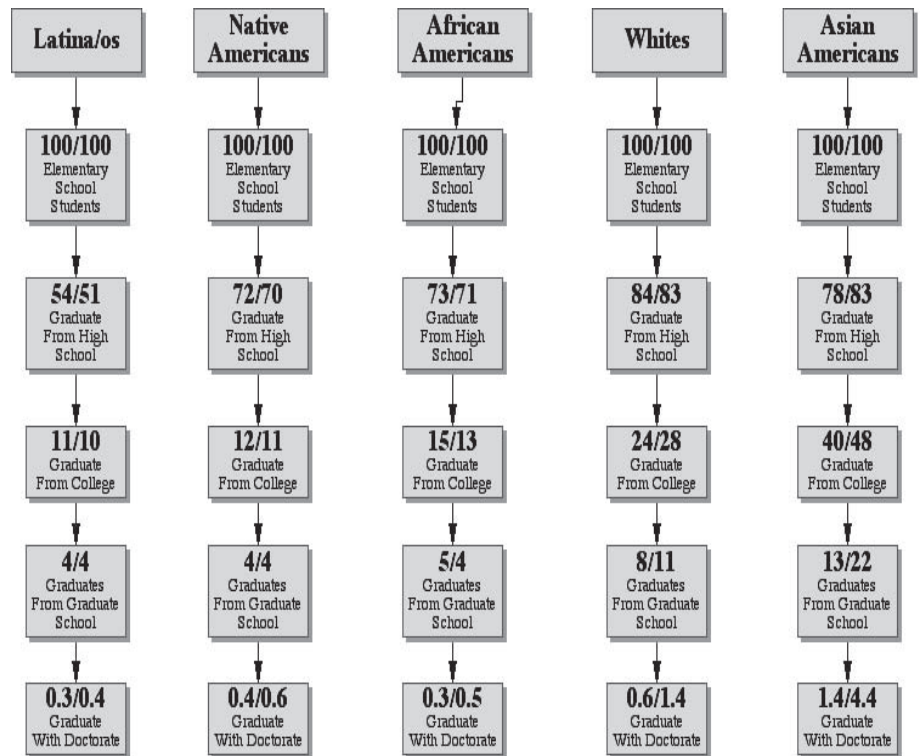 Latina/os
Native
Americans
African
Americans
Whites
Asian
Americans
100/100
Elementary
School
Students
100/100
Elementary
School
Students
100/100
Elementary
School
Students
100/100
Elementary
School
Students
100/100
Elementary
School
Students
54/51
Graduate
From High
School
72/70
Graduate
From High
School
73/71
Graduate
From High
School
84/83
Graduate
From High
School
78/83
Graduate
From High
School
11/10
Graduate
From College
12/11
Graduate
From College
15/13
Graduate
From College
24/28
Graduate
From College
40/48
Graduate
From College
4/4
Graduates
From Graduate
School
4/4
Graduates
From Graduate
School
5/4
Graduates
From Graduate
School
8/11
Graduates
From Graduate
School
13/22
Graduates
From Graduate
School
0.3/0.4
Graduate
With Doctorate
0.4/0.6
Graduate
With Doctorate
0.3/0.5
Graduate
With Doctorate
0.6/1.4
Graduate
With Doctorate
1.4/4.4
Graduate
With Doctorate